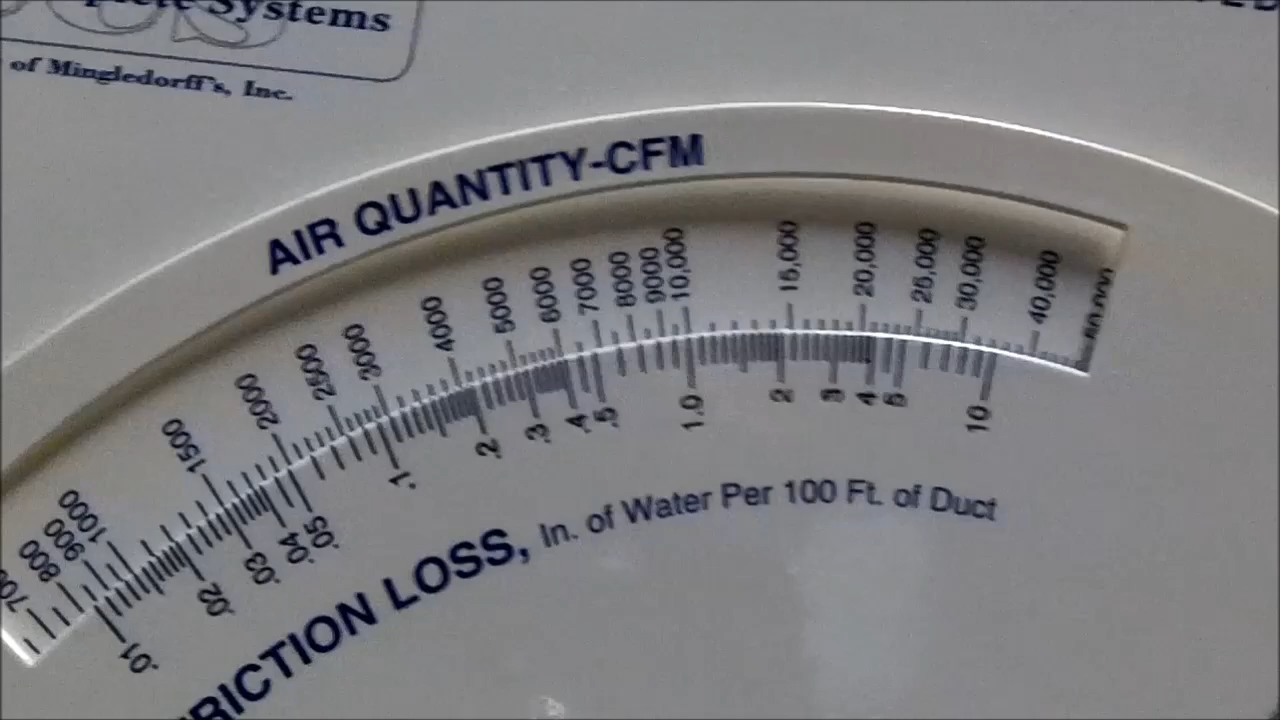 Systems
of Mingledorff's, Inc.
AIR QUANTITY-CFM
800 900 1000 1500 2000 2500 3000 4000 5000 6000 7000 8000 9000 10,000 15,000 20,000 25,000 30,000 40,000
.01 .02 .03 .04 .05 .1 .2 .3 .4 .5 1.0 2 3 4 5 10
RICTION LOSS, In. of Water Per 100 Ft. of Duct